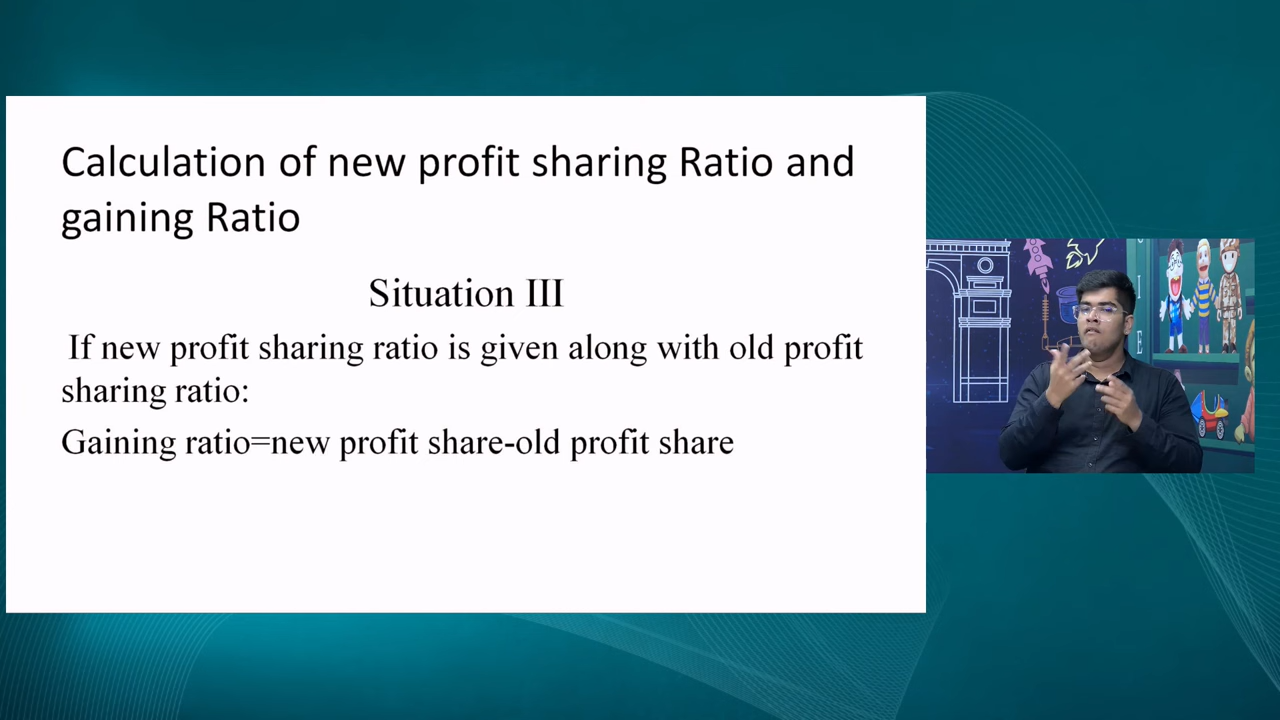 Calculation of new profit sharing Ratio and
gaining Ratio
Situation III
If new profit sharing ratio is given along with old profit
sharing ratio:
Gaining ratio=new profit share-old profit share